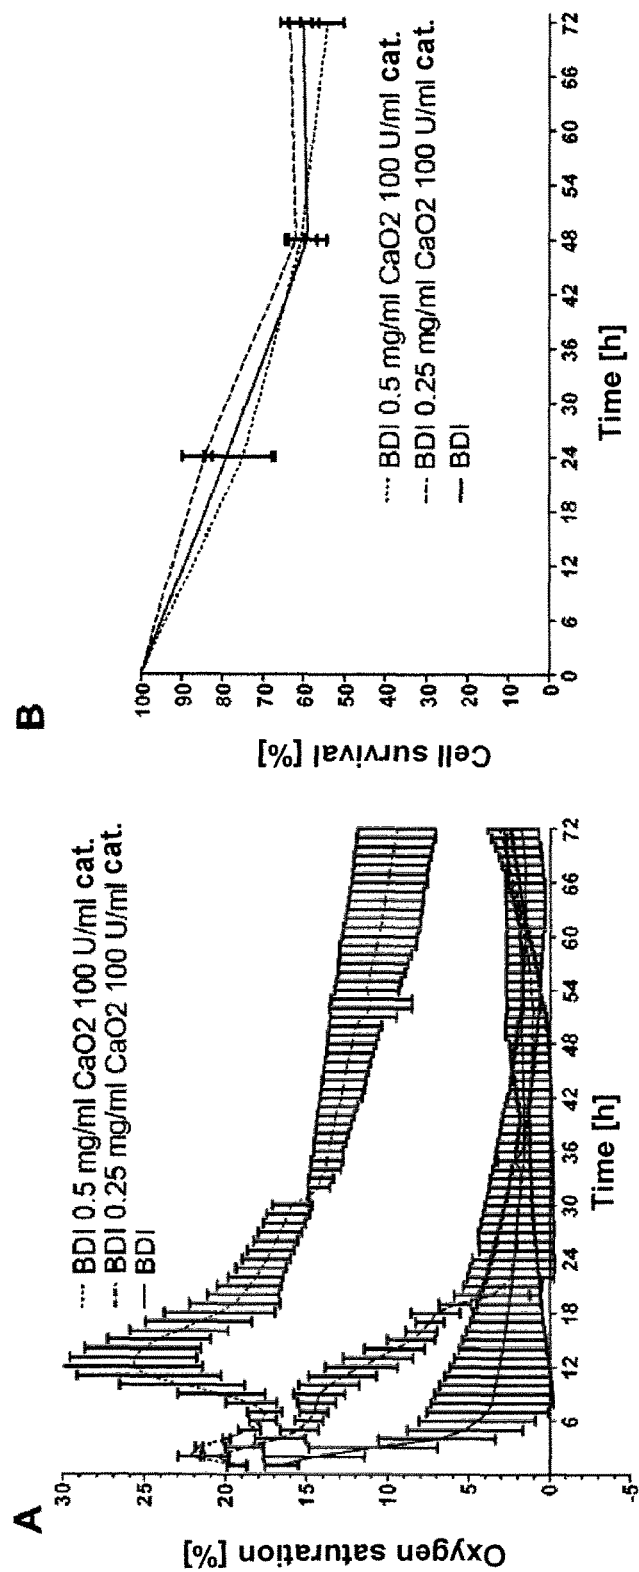 A
BDI 0.5 mg/ml CaO2 100 U/ml cat.
BDI 0.25 mg/ml CaO2 100 U/ml cat.
BDI
Oxygen saturation [%]
30
25
20
15
10
5
0
-5
6 12 18 24 30 36 42 48 54 60 66 72
Time [h]
B
Cell survival [%]
100
90
80
70
60
50
40
30
20
10
0
BDI 0.5 mg/ml CaO2 100 U/ml cat.
BDI 0.25 mg/ml CaO2 100 U/ml cat.
BDI
0 6 12 18 24 30 36 42 48 54 60 66 72
Time [h]